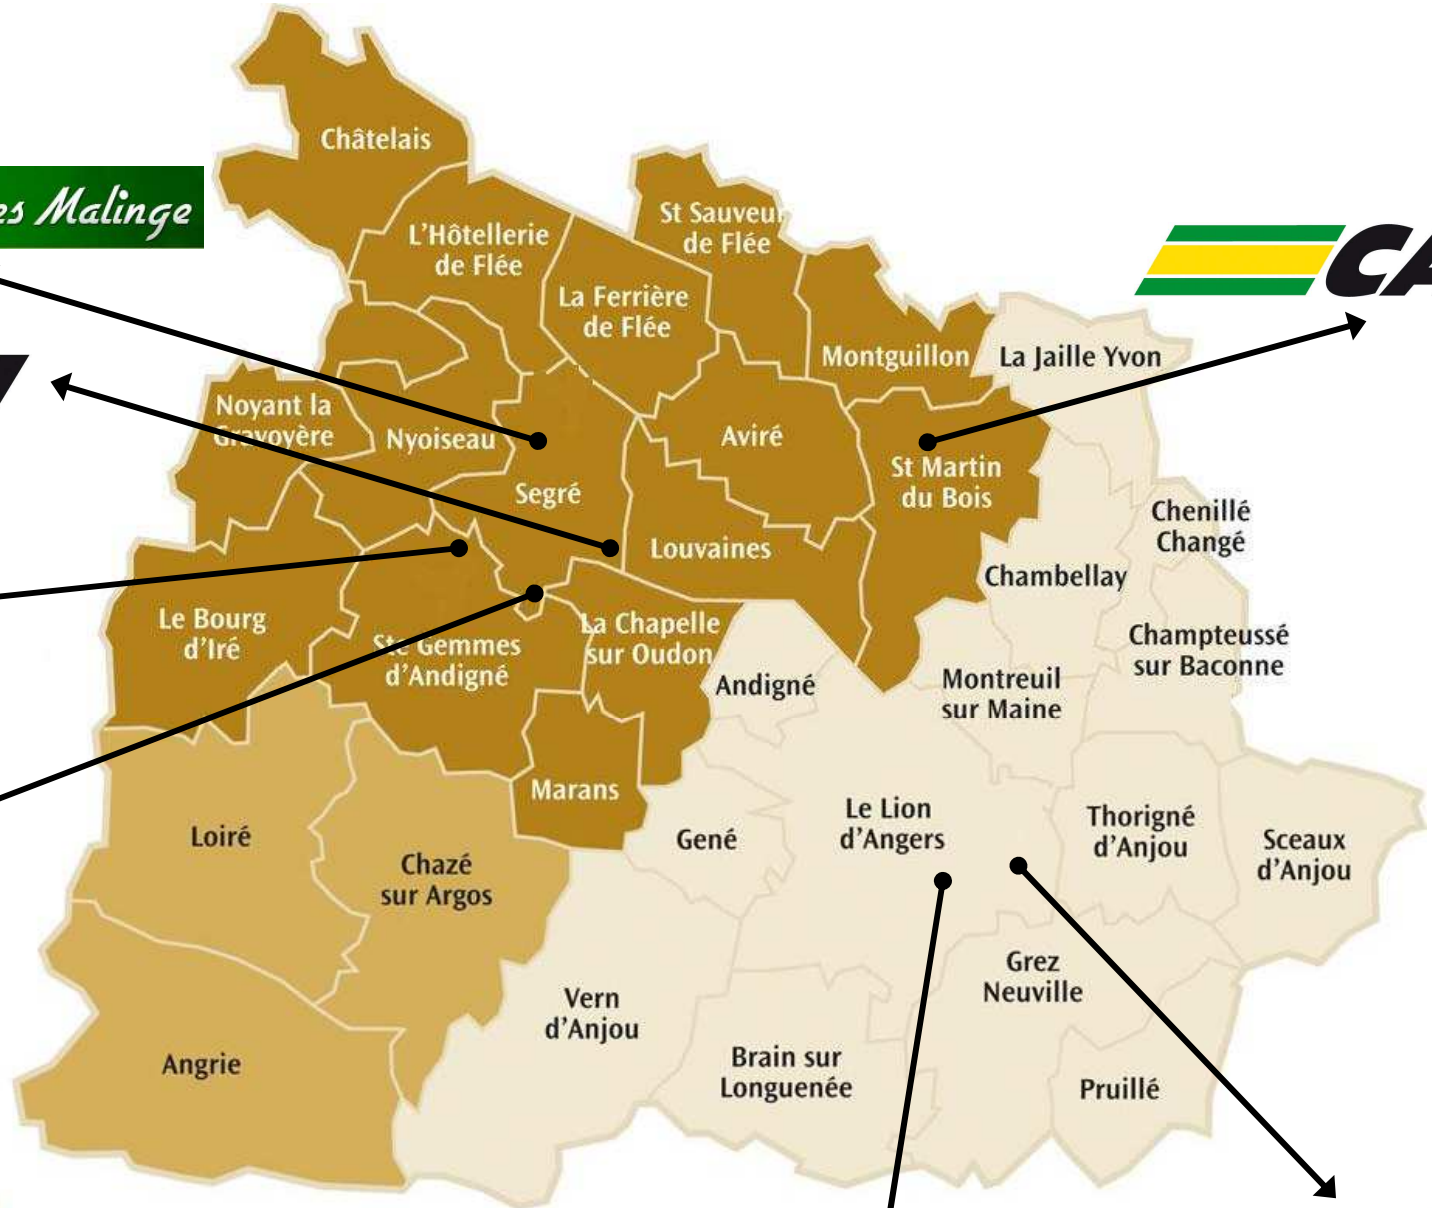 Châtelais
es Malinge
St Sauveur
de Flée
L'Hôtellerie
de Flée
CA
La Ferrière
de Flée
Montguillon
La Jaille Yvon
Noyant la
Gravoyère
Nyoiseau
Aviré
St Martin
du Bois
Segré
Chenillé
Changé
Louvaines
Chambellay
Le Bourg
d'Iré
La Chapelle
sur Oudon
Ste Gemmes
d'Andigné
Champteussé
sur Baconne
Andigné
Montreuil
sur Maine
Marans
Le Lion
d'Angers
Thorigné
d'Anjou
Loiré
Gené
Sceaux
d'Anjou
Chazé
sur Argos
Grez
Neuville
Vern
d'Anjou
Angrie
Brain sur
Longuenée
Pruillé